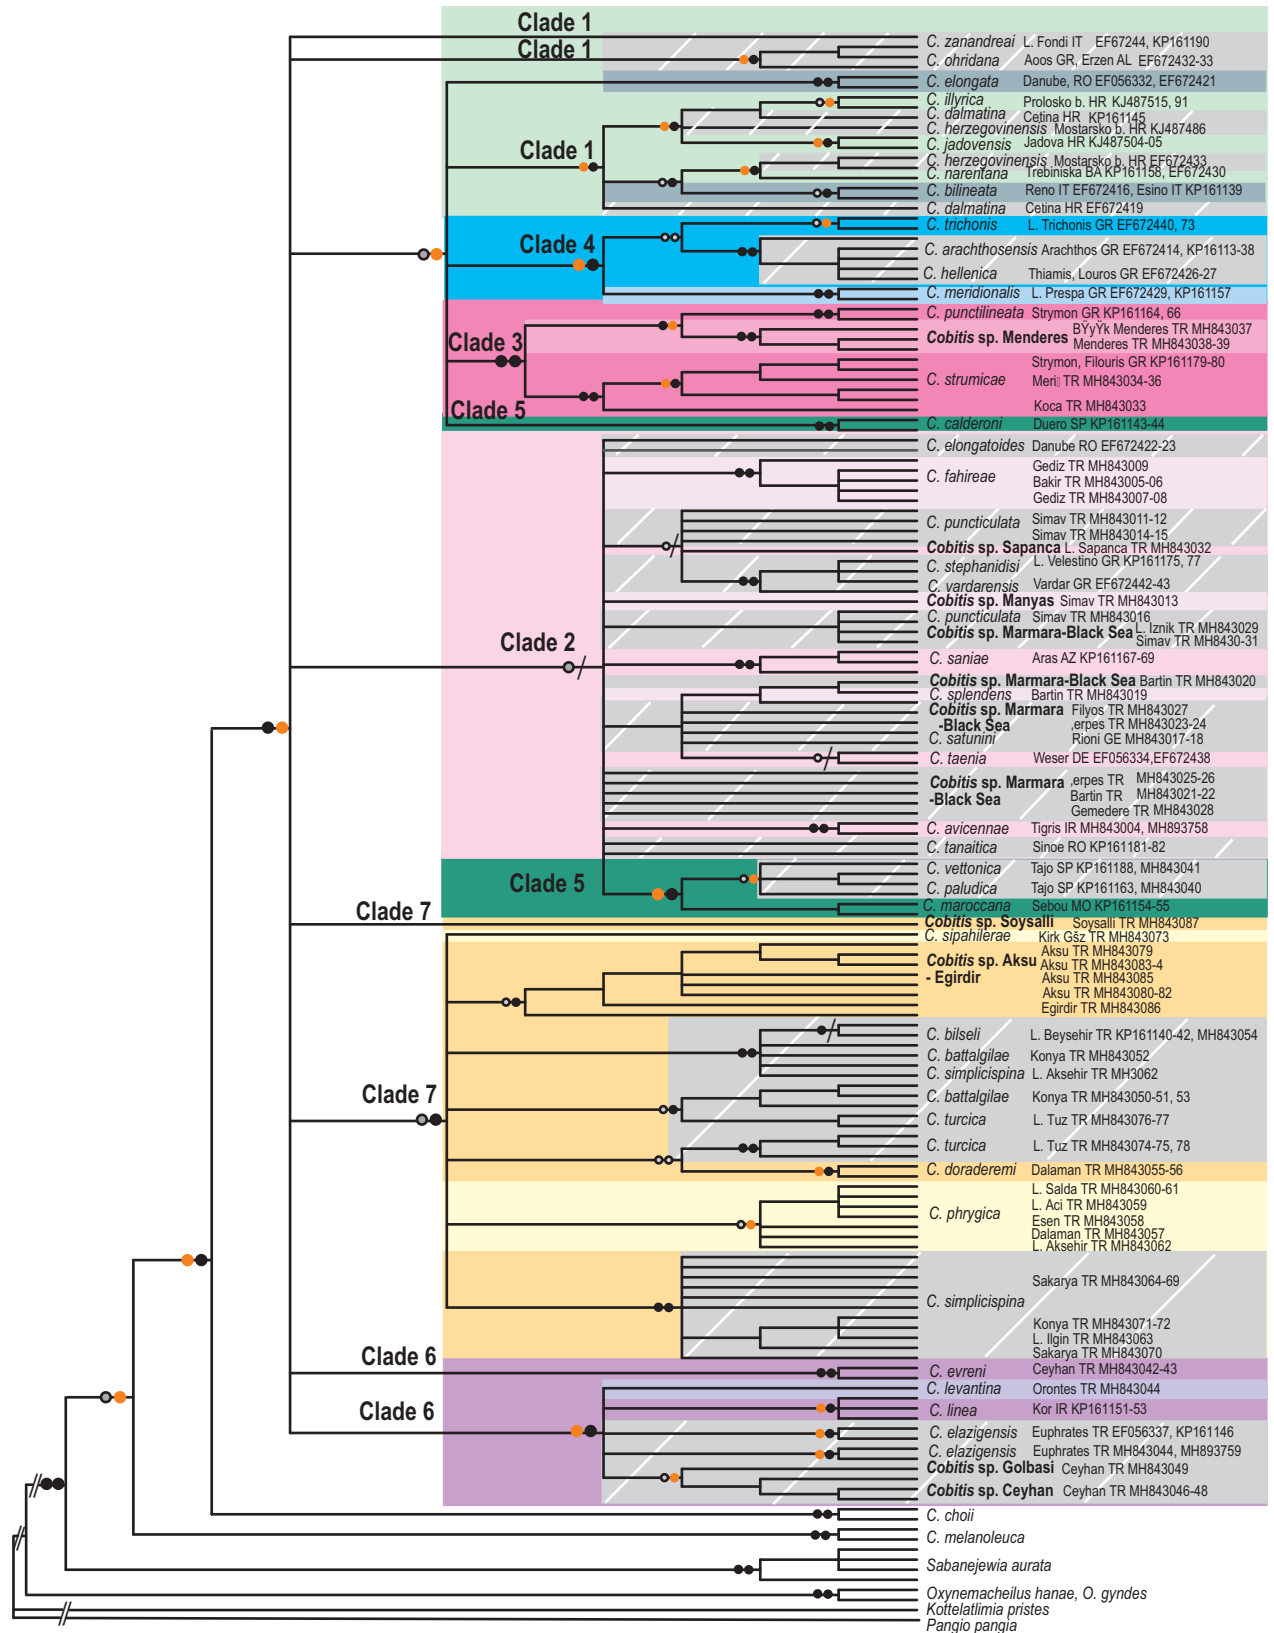 Clade 1
C. zanandreai L. Fondi IT EF67244, KP161190
Clade 1
C. ohridana Aoos GR, Erzen AL EF672432-33
C. elongata Danube, RO EF056332, EF672421
C. illyrica Prolosko b. HR KJ487515, 91
C. dalmatina Cetina HR KP161145
C. herzegovinensis Mostarsko b. HR KJ487486
C. jadovensis Jadova HR KJ487504-05
Clade 1
C. herzegovinensis Mostarsko b. HR EF672433
C. narentana Trebiniska BA KP161158, EF672430
C. bilineata Reno IT EF672416, Esino IT KP161139
C. dalmatina Cetina HR EF672419
C. trichonis L. Trichonis GR EF672440, 73
Clade 4
C. arachthosensis Arachthos GR EF672414, KP16113-38
C. hellenica Thiamis, Louros GR EF672426-27
C. meridionalis L. Prespa GR EF672429, KP161157
C. punctilineata Strymon GR KP161164, 66
BŸyŸk Menderes TR MH843037
Cobitis sp. Menderes
Menderes TR MH843038-39
Clade 3
Strymon, Filouris GR KP161179-80
C. strumicae Meri TR MH843034-36
Koca TR MH843033
Clade 5
C. calderoni Duero SP KP161143-44
C. elongatoides Danube RO EF672422-23
Gediz TR MH843009
C. fahireae Bakir TR MH843005-06
Gediz TR MH843007-08
C. puncticulata Simav TR MH843011-12
Simav TR MH843014-15
Cobitis sp. Sapanca L. Sapanca TR MH843032
C. stephanidisi L. Velestino GR KP161175, 77
C. vardarensis Vardar GR EF672442-43
Cobitis sp. Manyas Simav TR MH843013
C. puncticulata Simav TR MH843016
Cobitis sp. Marmara-Black Sea L. Iznik TR MH843029
Simav TR MH8430-31
Clade 2
C. saniae Aras AZ KP161167-69
Cobitis sp. Marmara-Black Sea Bartin TR MH843020
C. splendens Bartin TR MH843019
Cobitis sp. Marmara Filyos TR MH843027
-Black Sea ‚erpes TR MH843023-24
C. satunini Rioni GE MH843017-18
C. taenia Weser DE EF056334,EF672438
Cobitis sp. Marmara ‚erpes TR MH843025-26
-Black Sea Bartin TR MH843021-22
Gemedere TR MH843028
C. avicennae Tigris IR MH843004, MH893758
C. tanaitica Sinoe RO KP161181-82
C. vettonica Tajo SP KP161188, MH843041
Clade 5
C. paludica Tajo SP KP161163, MH843040
C. maroccana Sebou MO KP161154-55
Clade 7
Cobitis sp. Soysalli Soysalli TR MH843087
C. sipahilerae Kirk Gšz TR MH843073
Aksu TR MH843079
Cobitis sp. Aksu Aksu TR MH843083-4
- Egirdir Aksu TR MH843085
Aksu TR MH843080-82
Egirdir TR MH843086
C. bilseli L. Beysehir TR KP161140-42, MH843054
C. battalgilae Konya TR MH843052
C. simplicispina L. Aksehir TR MH3062
Clade 7
C. battalgilae Konya TR MH843050-51, 53
C. turcica L. Tuz TR MH843076-77
C. turcica L. Tuz TR MH843074-75, 78
C. doraderemi Dalaman TR MH843055-56
L. Salda TR MH843060-61
L. Aci TR MH843059
C. phrygica
Esen TR MH843058
Dalaman TR MH843057
L. Aksehir TR MH843062
Sakarya TR MH843064-69
C. simplicispina
Konya TR MH843071-72
L. Ilgin TR MH843063
Sakarya TR MH843070
Clade 6
C. evreni Ceyhan TR MH843042-43
C. levantina Orontes TR MH843044
Clade 6
C. linea Kor IR KP161151-53
C. elazigensis Euphrates TR EF056337, KP161146
C. elazigensis Euphrates TR MH843044, MH893759
Cobitis sp. Golbasi Ceyhan TR MH843049
Cobitis sp. Ceyhan Ceyhan TR MH843046-48
C. choii
C. melanoleuca
Sabanejewia aurata
Oxynemacheilus hanae, O. gyndes
Kottelatlimia pristes
Pangio pangia